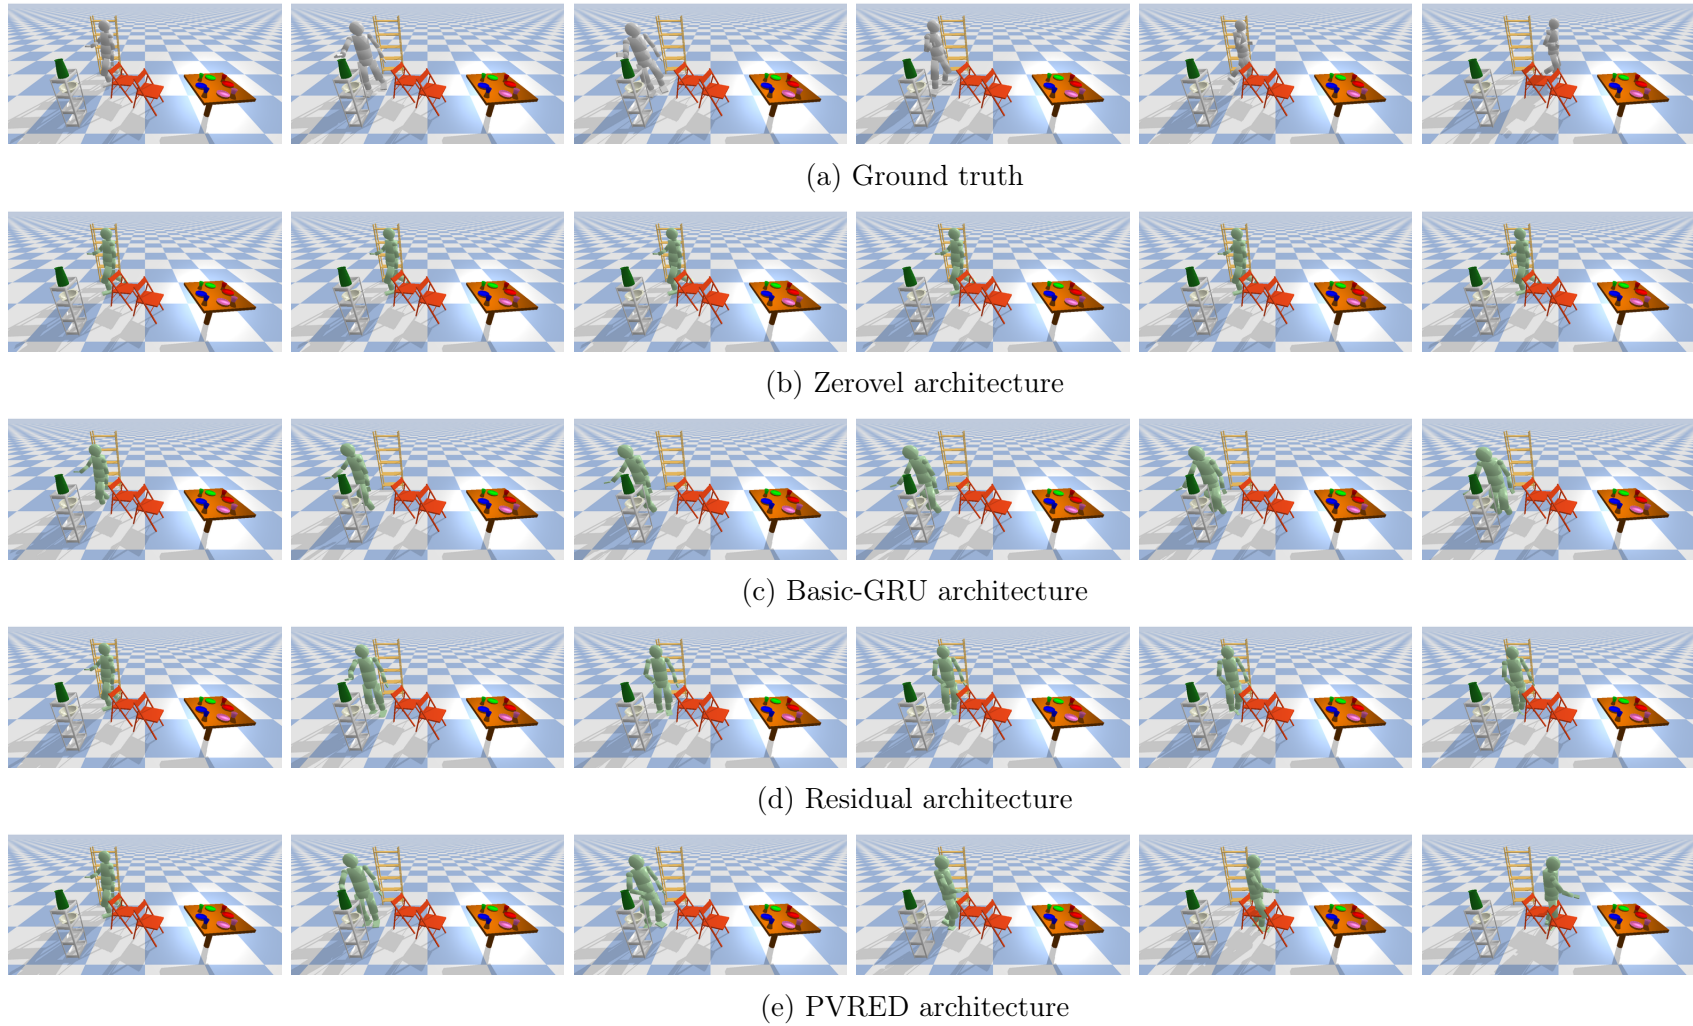 (a) Ground truth
(b) Zerovel architecture
(c) Basic-GRU architecture
(d) Residual architecture
(e) PVRED architecture